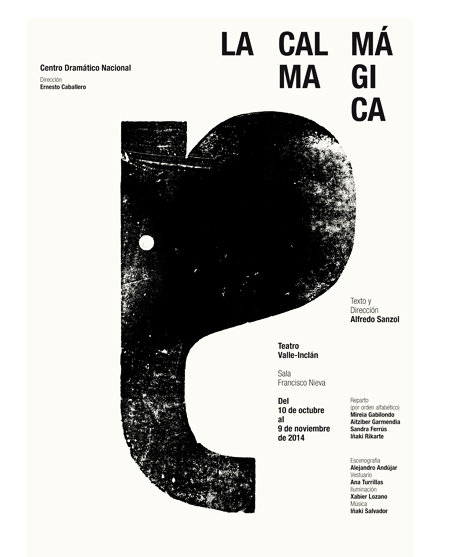 LA CAL MÁ
MA GI
CA
Centro Dramático Nacional
Dirección
Ernesto Caballero
Texto y
Dirección
Alfredo Sanzol
Teatro
Valle-Inclán
Sala
Francisco Nieva
Del
10 de octubre
al
9 de noviembre
de 2014
Reparto
(por orden alfabético)
Mireia Gabilondo
Aitziber Garmendia
Sandra Ferrús
Iñaki Rikarte
Escenografía
Alejandro Andújar
Vestuario
Ana Turrillas
Iluminación
Xabier Lozano
Música
Iñaki Salvador